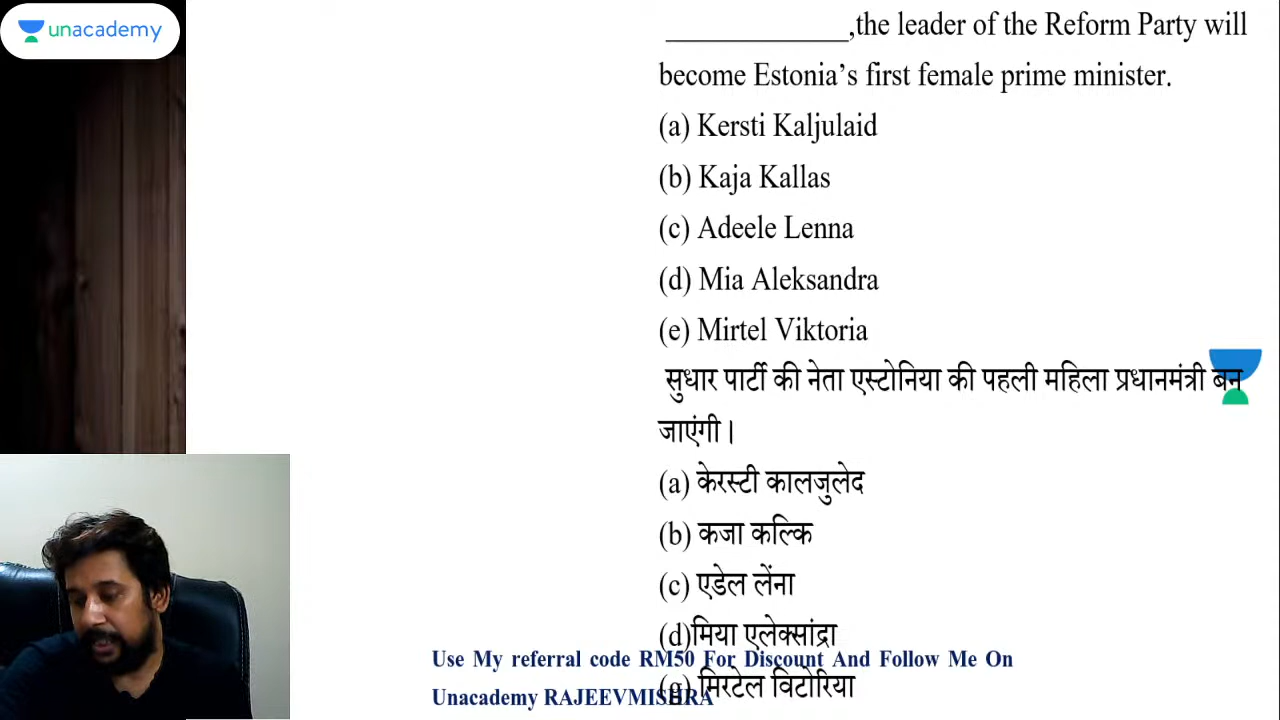 unacademy
____________,the leader of the Reform Party will
become Estonia’s first female prime minister.
(a) Kersti Kaljulaid
(b) Kaja Kallas
(c) Adeele Lenna
(d) Mia Aleksandra
(e) Mirtel Viktoria
सुधार पार्टी की नेता एस्टोनिया की पहली महिला प्रधानमंत्री बन
जाएंगी।
(a) केरस्टी कालजुलेद
(b) कजा कल्कि
(c) एडेल लेंना
(d)मिया एलेक्सांद्रा
Use My referral code RM50 For Discount And Follow Me On
(g) मिरटेल विटोरिया
Unacademy RAJEEVMISHRA